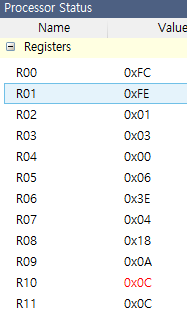 Processor Status
Name Value
Registers
R00 0xFC
R01 0xFE
R02 0x01
R03 0x03
R04 0x00
R05 0x06
R06 0x3E
R07 0x04
R08 0x18
R09 0x0A
R10 0x0C
R11 0x0C